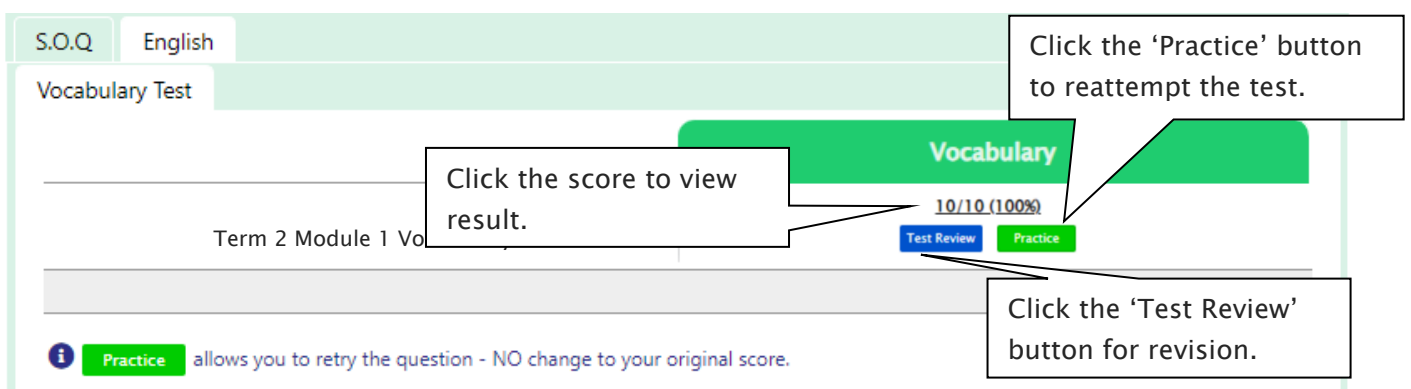 S.O.Q English
Click the ‘Practice’ button
to reattempt the test.
Vocabulary Test
Vocabulary
Click the score to view
result.
10/10 (100%)
Term 2 Module 1
Test Review Practice
Click the ‘Test Review’
button for revision.
Practice allows you to retry the question - NO change to your original score.